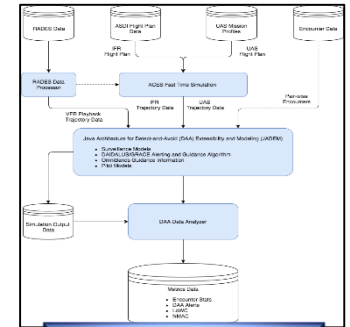 RADES Data
ASDI Flight Plan
Data
UAS Mission
Profiles
Encounter Data
IFR
Flight Plan
UAS
Flight Plan
RADES Data
Processor
ACES Fast Time Simulation
VFR Playback
Trajectory Data
IFR
Trajectory Data
UAS
Trajectory Data
Pair-wise
Encounters
Java Architecture for Detect-and-Avoid (DAA) Extensibility and Modeling (JADEM)
• Surveillance Models
• DAIDALUS/GRACE Alerting and Guidance Algorithm
• OmniBands Guidance Information
• Pilot Models
Simulation Output
Data
DAA Data Analyzer
Metrics Data
• Encounter Stats
• DAA Alerts
• LoWC
• NMAC